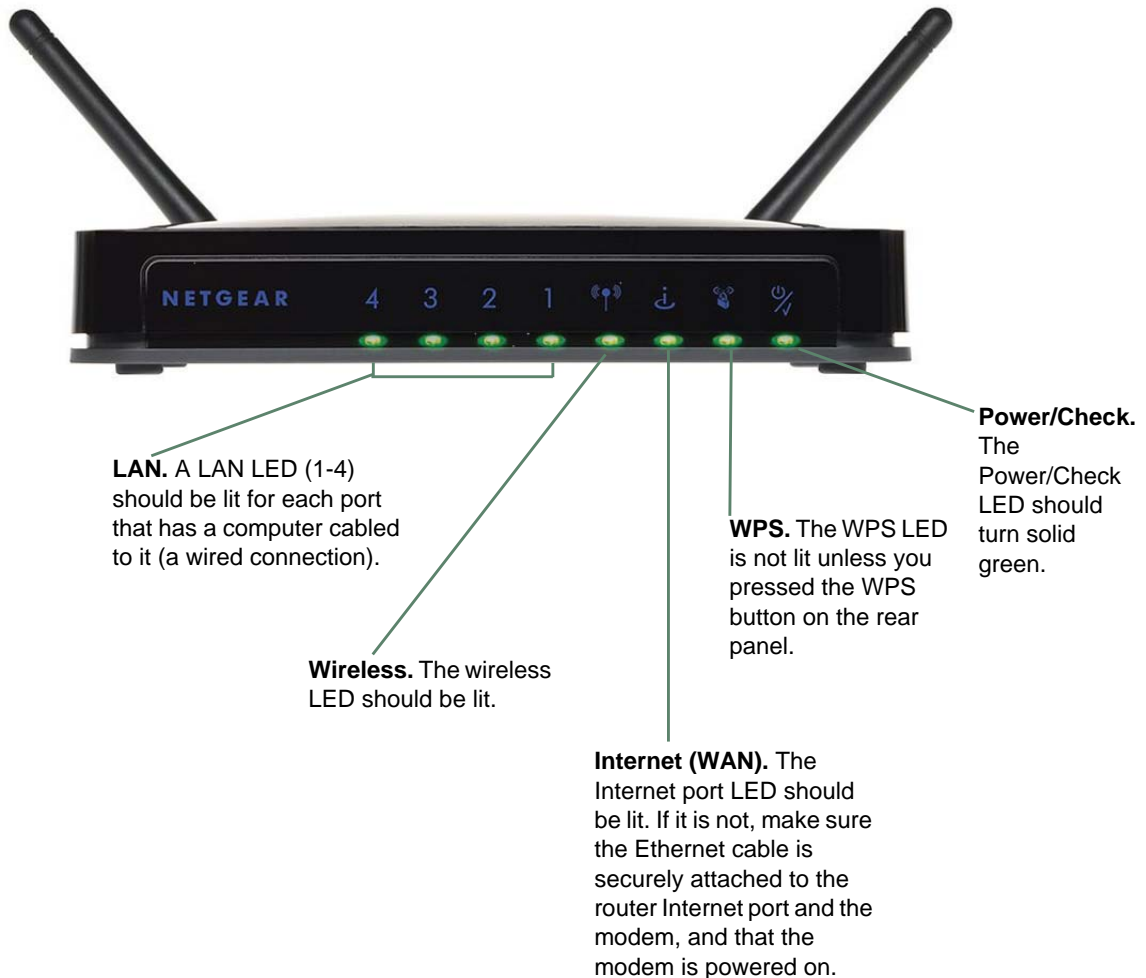 NETGEAR 4 3 2 1
LAN. A LAN LED (1-4)
should be lit for each port
that has a computer cabled
to it (a wired connection).
Wireless. The wireless
LED should be lit.
Internet (WAN). The
Internet port LED should
be lit. If it is not, make sure
the Ethernet cable is
securely attached to the
router Internet port and the
modem, and that the
modem is powered on.
WPS. The WPS LED
is not lit unless you
pressed the WPS
button on the rear
panel.
Power/Check.
The
Power/Check
LED should
turn solid
green.